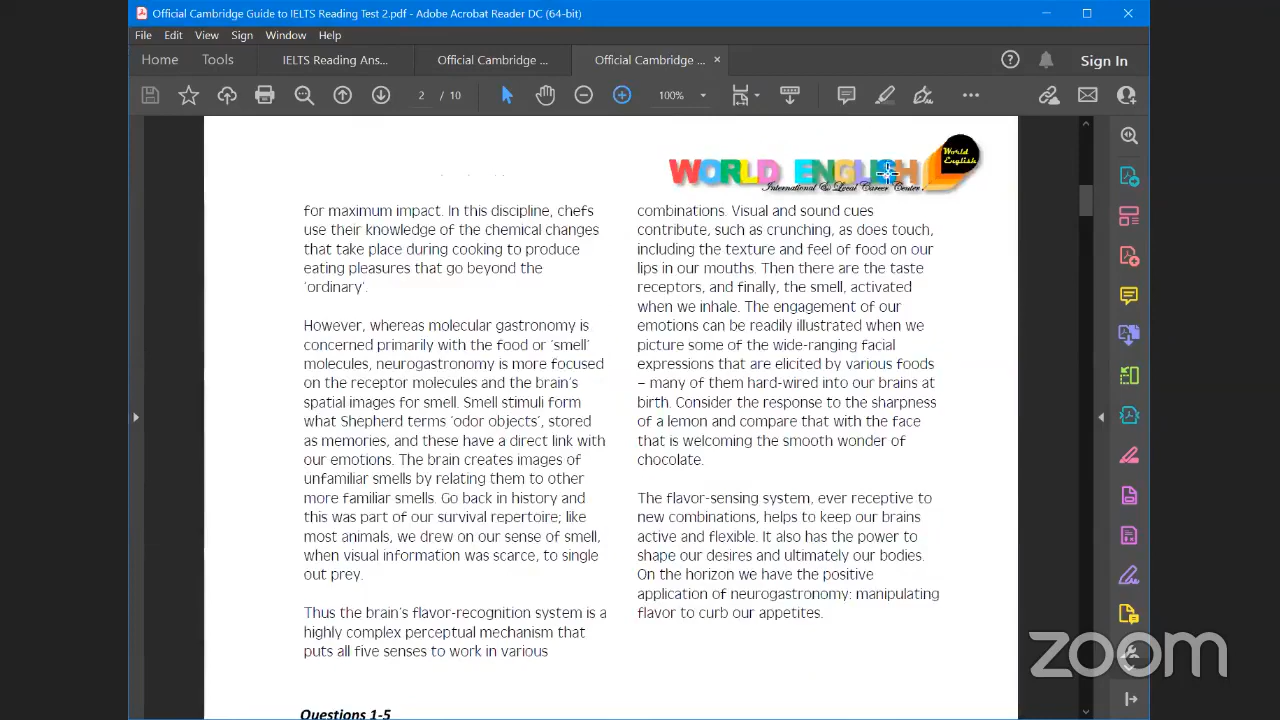 Official Cambridge Guide to IELTS Reading Test 2.pdf - Adobe Acrobat Reader DC (64-bit)
File Edit View Sign Window Help
Home Tools IELTS Reading Ans... Official Cambridge ... Official Cambridge ... × Sign In
2 / 10 100%
WORLD ENGLISH
World
English
International & Local Career Center
for maximum impact. In this discipline, chefs
use their knowledge of the chemical changes
that take place during cooking to produce
eating pleasures that go beyond the
‘ordinary’.
However, whereas molecular gastronomy is
concerned primarily with the food or ‘smell’
molecules, neurogastronomy is more focused
on the receptor molecules and the brain’s
spatial images for smell. Smell stimuli form
what Shepherd terms ‘odor objects’, stored
as memories, and these have a direct link with
our emotions. The brain creates images of
unfamiliar smells by relating them to other
more familiar smells. Go back in history and
this was part of our survival repertoire; like
most animals, we drew on our sense of smell,
when visual information was scarce, to single
out prey.
Thus the brain’s flavor-recognition system is a
highly complex perceptual mechanism that
puts all five senses to work in various
combinations. Visual and sound cues
contribute, such as crunching, as does touch,
including the texture and feel of food on our
lips in our mouths. Then there are the taste
receptors, and finally, the smell, activated
when we inhale. The engagement of our
emotions can be readily illustrated when we
picture some of the wide-ranging facial
expressions that are elicited by various foods
– many of them hard-wired into our brains at
birth. Consider the response to the sharpness
of a lemon and compare that with the face
that is welcoming the smooth wonder of
chocolate.
The flavor-sensing system, ever receptive to
new combinations, helps to keep our brains
active and flexible. It also has the power to
shape our desires and ultimately our bodies.
On the horizon we have the positive
application of neurogastronomy: manipulating
flavor to curb our appetites.
Questions 1-5
zoom